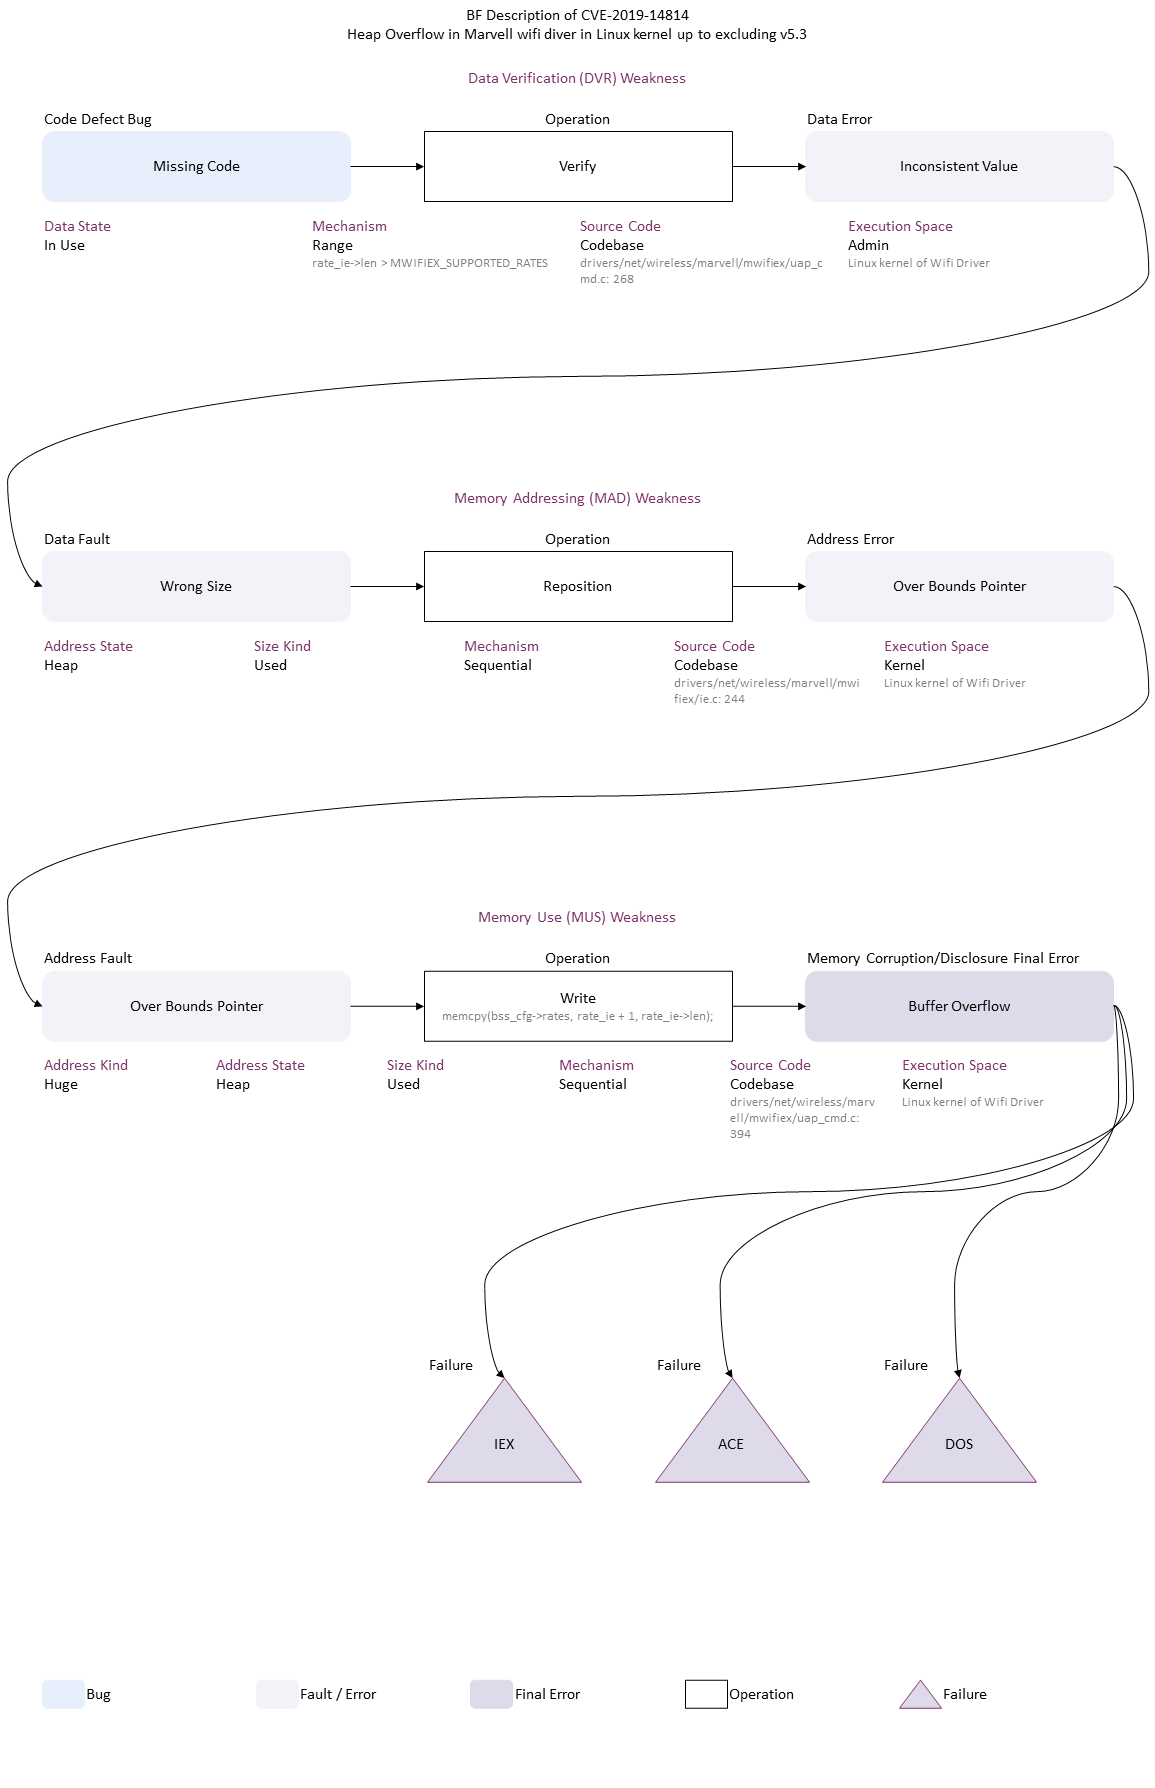 BF Description of CVE-2019-14814
Heap Overflow in Marvell wifi diver in Linux kernel up to excluding v5.3
Data Verification (DVR) Weakness
Code Defect Bug
Operation
Data Error
Missing Code
Verify
Inconsistent Value
Data State
Mechanism
Source Code
Execution Space
In Use
Range
Codebase
Admin
rate_ie->len > MWIFIEX_SUPPORTED_RATES
drivers/net/wireless/marvell/mwifiex/uap_c
md.c: 268
Linux kernel of Wifi Driver
Memory Addressing (MAD) Weakness
Data Fault
Operation
Address Error
Wrong Size
Reposition
Over Bounds Pointer
Address State
Size Kind
Mechanism
Source Code
Execution Space
Heap
Used
Sequential
Codebase
Kernel
drivers/net/wireless/marvell/mwi
fiex/ie.c: 244
Linux kernel of Wifi Driver
Memory Use (MUS) Weakness
Address Fault
Operation
Memory Corruption/Disclosure Final Error
Over Bounds Pointer
Write
memcpy(bss_cfg->rates, rate_ie + 1, rate_ie->len);
Buffer Overflow
Address Kind
Address State
Size Kind
Mechanism
Source Code
Execution Space
Huge
Heap
Used
Sequential
Codebase
Kernel
drivers/net/wireless/marv
ell/mwifiex/uap_cmd.c:
394
Linux kernel of Wifi Driver
Failure
Failure
Failure
IEX
ACE
DOS
Bug
Fault / Error
Final Error
Operation
Failure